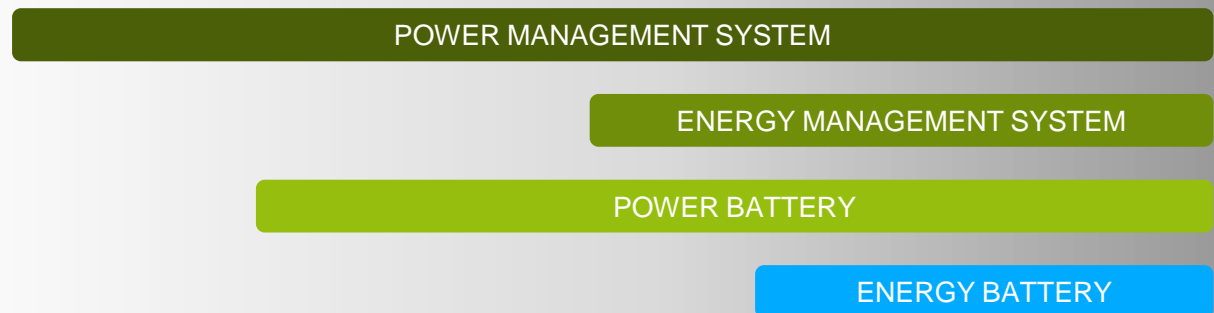 POWER MANAGEMENT SYSTEM
ENERGY MANAGEMENT SYSTEM
POWER BATTERY
ENERGY BATTERY